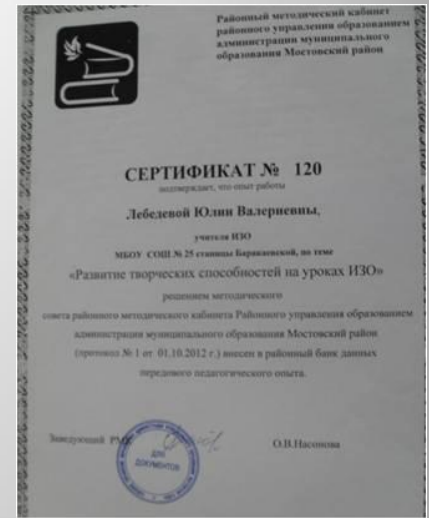 Районный методический кабинет
районного управления образованием
администрации муниципального
образования Мостовский район
СЕРТИФИКАТ № 120
подтверждает, что опыт работы
Лебедевой Юлии Валериевны,
учителя ИЗО
МБОУ СОШ № 25 станицы Баракаевской, по теме
«Развитие творческих способностей на уроках ИЗО»
решением методического
совета районного методического кабинета Районного управления образованием
администрации муниципального образования Мостовский район
(протокол № 1 от 01.10.2012 г.) внесен в районный банк данных
передового педагогического опыта.
Заведующий О.В.Насонова
ДЛЯ
ДОКУМЕНТОВ